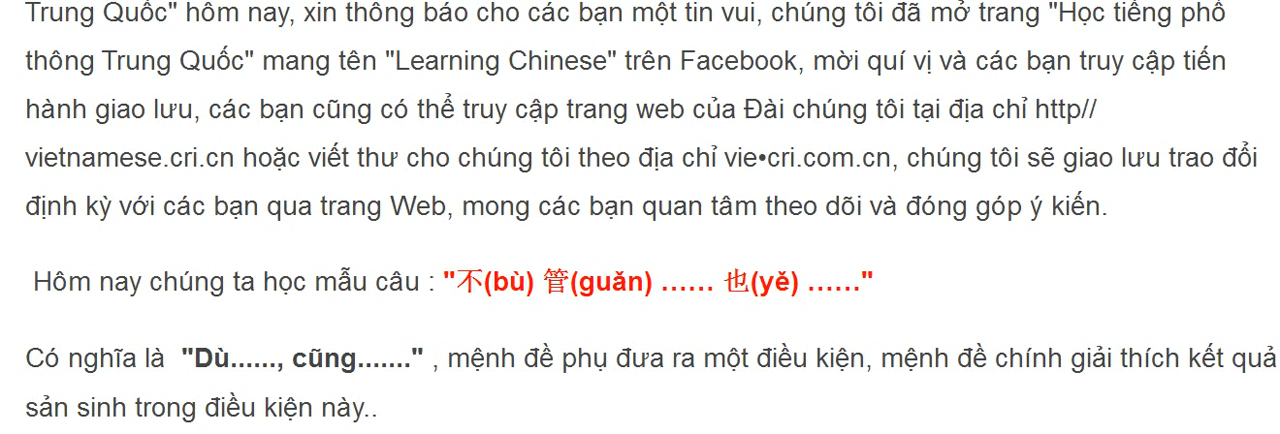 Trung Quốc" hôm nay, xin thông báo cho các bạn một tin vui, chúng tôi đã mở trang "Học tiếng phổ
thông Trung Quốc" mang tên "Learning Chinese" trên Facebook, mời quí vị và các bạn truy cập tiến
hành giao lưu, các bạn cũng có thể truy cập trang web của Đài chúng tôi tại địa chỉ http//
vietnamese.cri.cn hoặc viết thư cho chúng tôi theo địa chỉ vie•cri.com.cn, chúng tôi sẽ giao lưu trao đổi
định kỳ với các bạn qua trang Web, mong các bạn quan tâm theo dõi và đóng góp ý kiến.
Hôm nay chúng ta học mẫu câu : "不(bù) 管(guǎn) …… 也(yě) ……"
Có nghĩa là "Dù......, cũng......." , mệnh đề phụ đưa ra một điều kiện, mệnh đề chính giải thích kết quả
sản sinh trong điều kiện này..